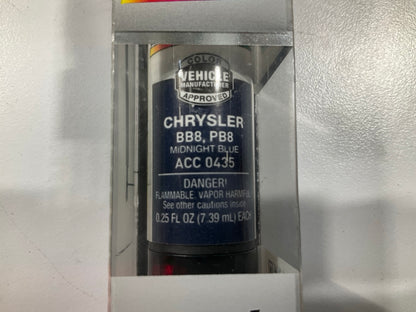 COLOR
VEHICLE
MANUFACTURER
APPROVED
CHRYSLER
BB8, PB8
MIDNIGHT BLUE
ACC 0435
DANGER!
FLAMMABLE. VAPOR HARMFUL
See other cautions inside
0.25 FL OZ (7.39 mL) EACH